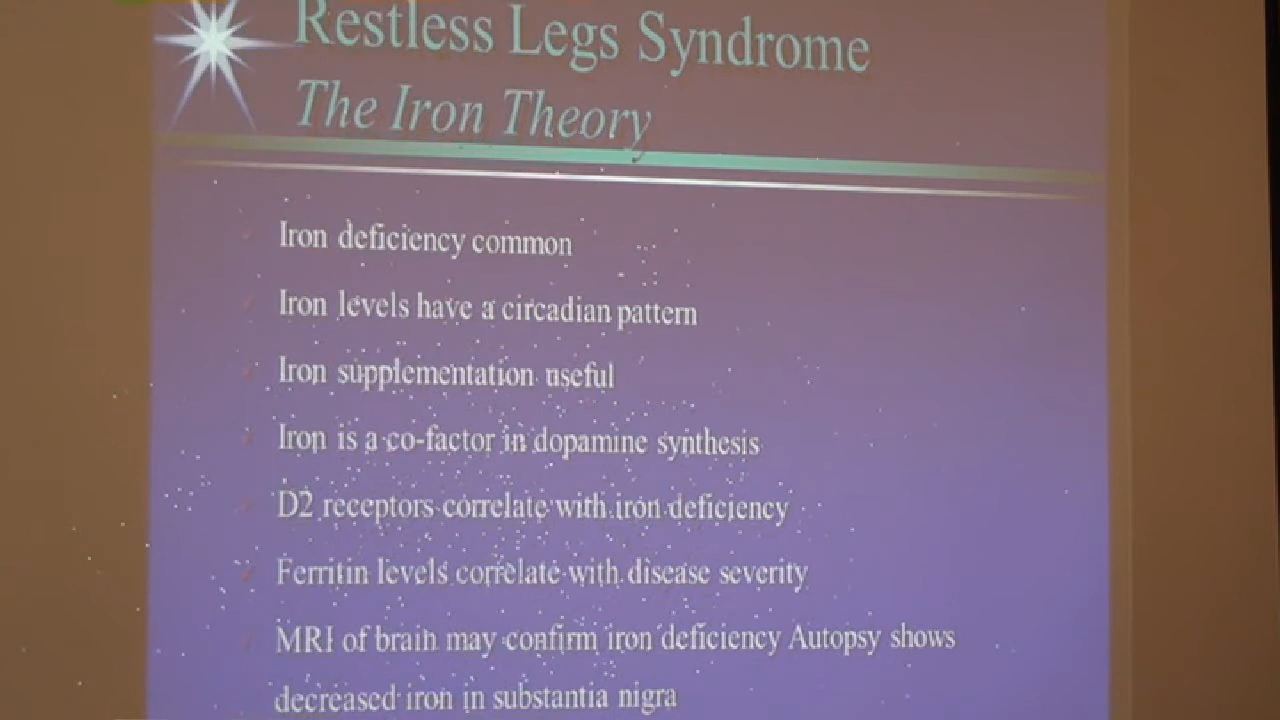 Restless Legs Syndrome
The Iron Theory
Iron deficiency common
Iron levels have a circadian pattern
Iron supplementation useful
Iron is a co-factor in dopamine synthesis
D2 receptors correlate with iron deficiency
Ferritin levels correlate with disease severity
MRI of brain may confirm iron deficiency Autopsy shows
decreased iron in substantia nigra